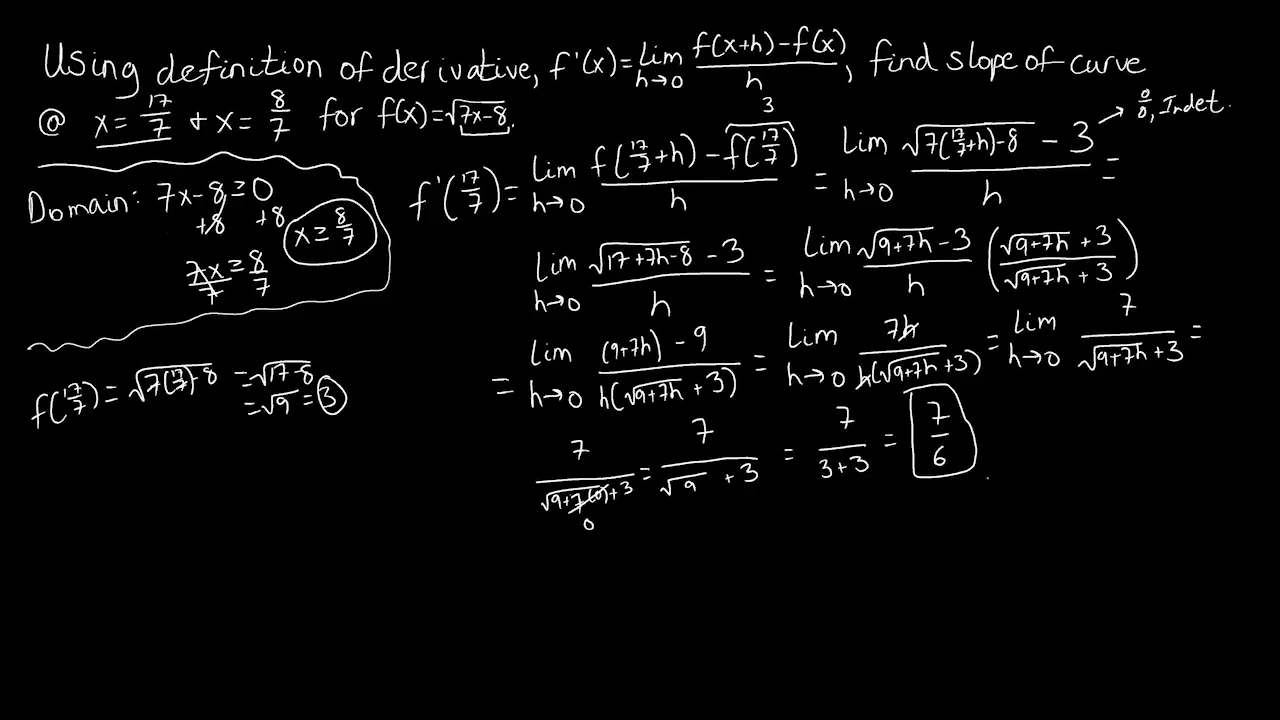 Using definition of derivative, f'(x) = lim h→0 (f(x+h) - f(x))/h, find slope of curve
@ x = 17/7 + x = 8/7 for f(x) = √(7x-8).
Domain: 7x-8 ≥ 0
+8 +8
7x/7 ≥ 8/7
x ≥ 8/7
f(17/7) = √(7(17/7)-8) = √(17-8)
= √9 = 3
3
f'(17/7) = Lim h→0 (f(17/7+h) - f(17/7))/h = Lim h→0 (√(7(17/7+h)-8) - 3)/h =
→ 0/0, Indet.
Lim h→0 (√(17+7h-8) - 3)/h = Lim h→0 (√(9+7h) - 3)/h ((√(9+7h) + 3)/(√(9+7h) + 3))
= Lim h→0 ((9+7h) - 9)/(h(√(9+7h) + 3)) = Lim h→0 7h/(h(√(9+7h) + 3)) = Lim h→0 7/(√(9+7h) + 3) =
7/(√(9+7(0)) + 3) = 7/(√9 + 3) = 7/(3+3) = 7/6
0